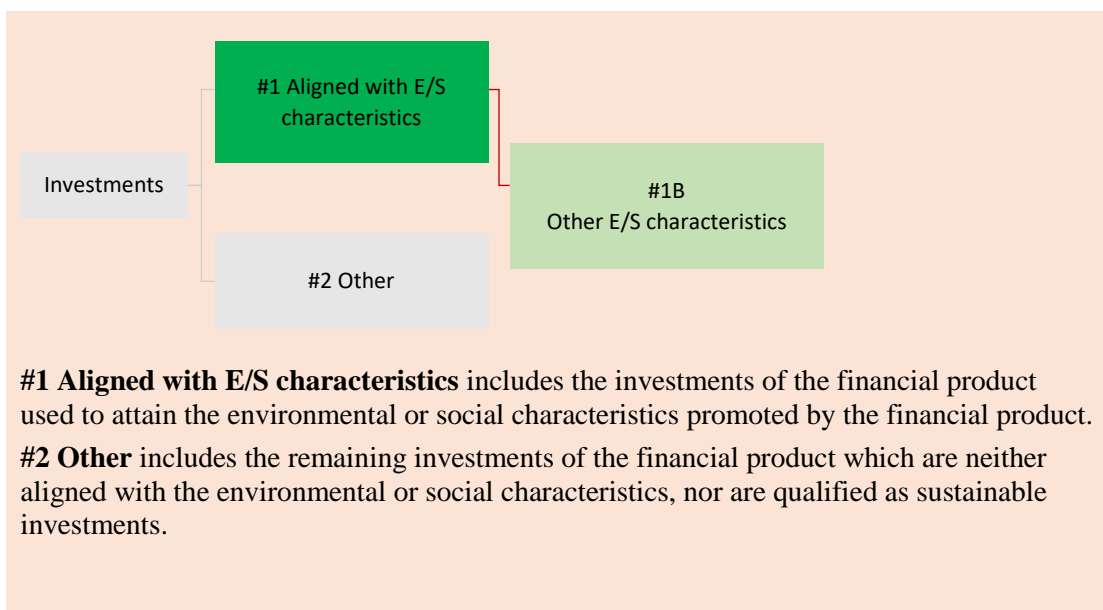 #1 Aligned with E/S
characteristics
Investments
#1B
Other E/S characteristics
#2 Other
#1 Aligned with E/S characteristics includes the investments of the financial product
used to attain the environmental or social characteristics promoted by the financial product.
#2 Other includes the remaining investments of the financial product which are neither
aligned with the environmental or social characteristics, nor are qualified as sustainable
investments.